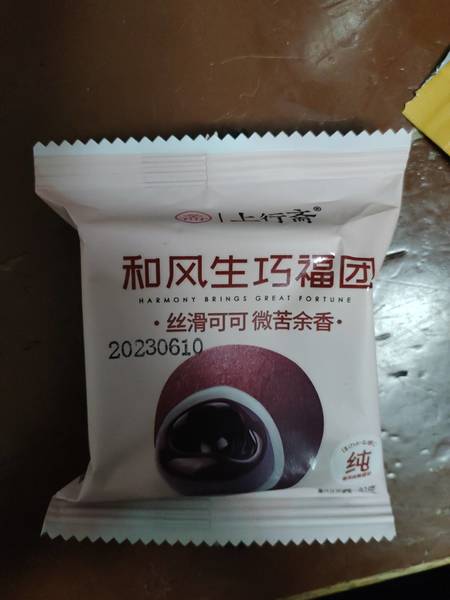 上行斋®
和风生巧福团
HARMONY BRINGS GREAT FORTUNE
·丝滑可可 微苦余香·
20230610
纯